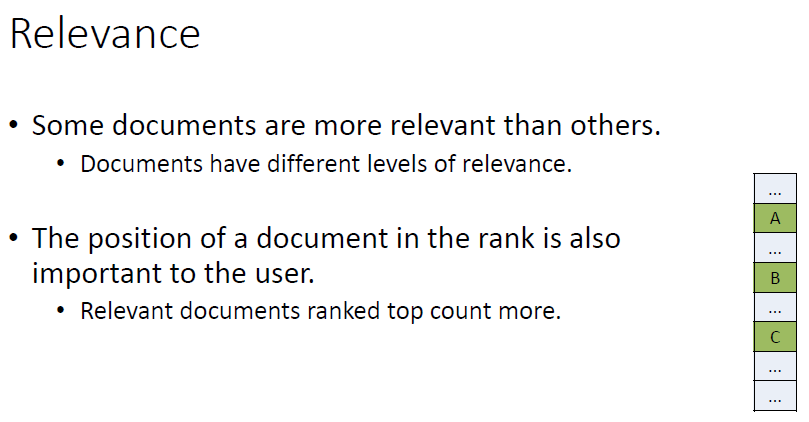 Relevance
• Some documents are more relevant than others.
• Documents have different levels of relevance.
• The position of a document in the rank is also
important to the user.
• Relevant documents ranked top count more.
...
A
...
B
...
C
...
...